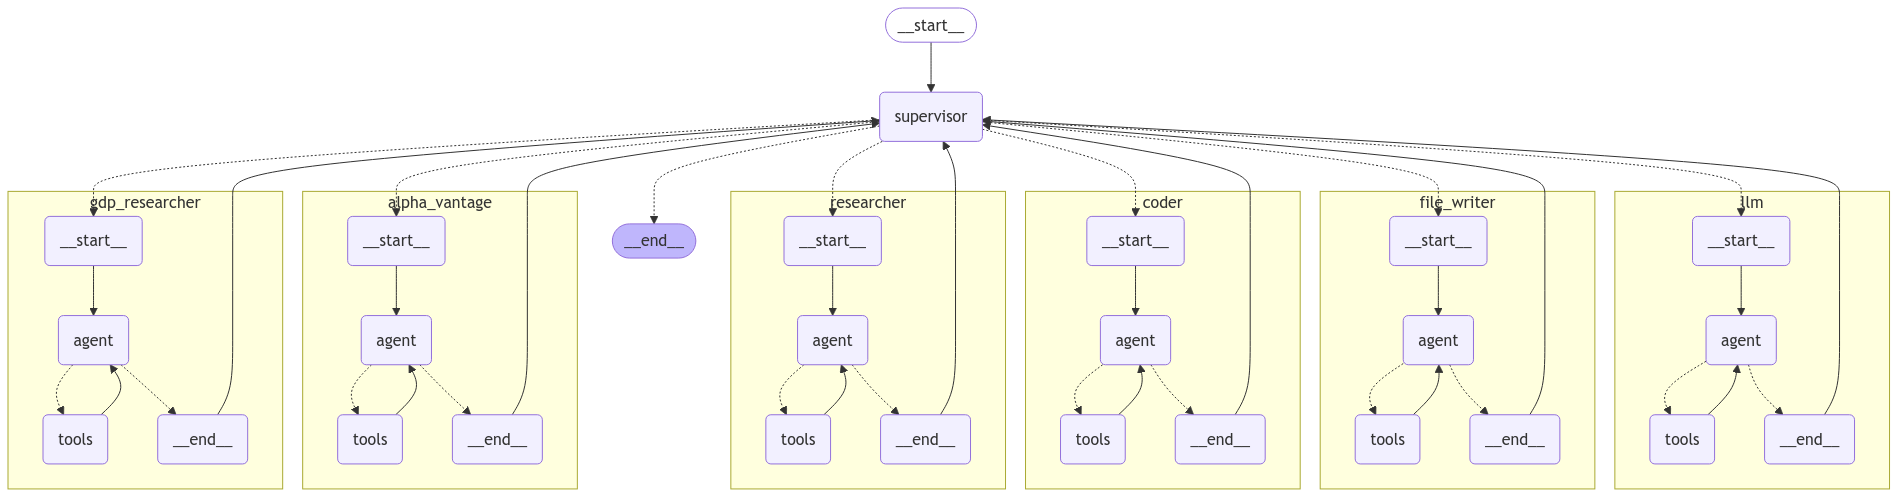 __start__
supervisor
gdp_researcher
alpha_vantage
researcher
coder
file_writer
llm
__start__
__start__
__end__
__start__
__start__
__start__
__start__
agent
agent
agent
agent
agent
agent
tools
__end__
tools
__end__
tools
__end__
tools
__end__
tools
__end__
tools
__end__